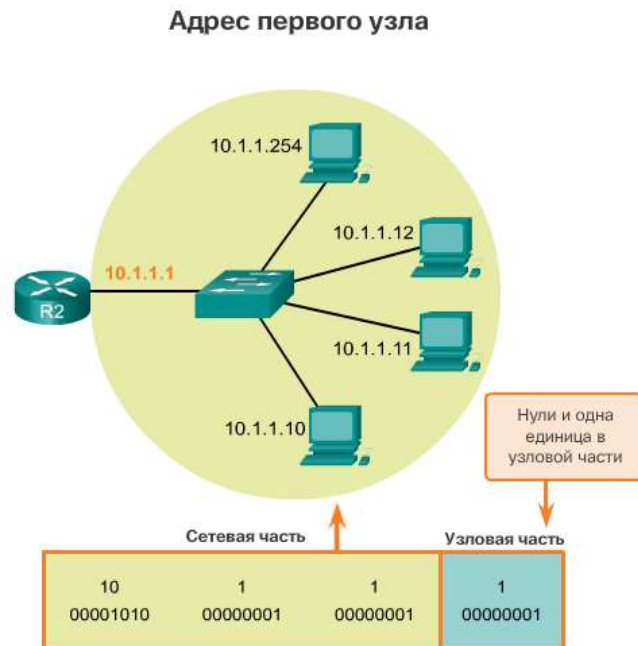 Адрес первого узла
10.1.1.254
10.1.1.12
10.1.1.1
R2
10.1.1.11
10.1.1.10
Нули и одна
единица в
узловой части
Сетевая часть
Узловая часть
10 1 1 1
00001010 00000001 00000001 00000001